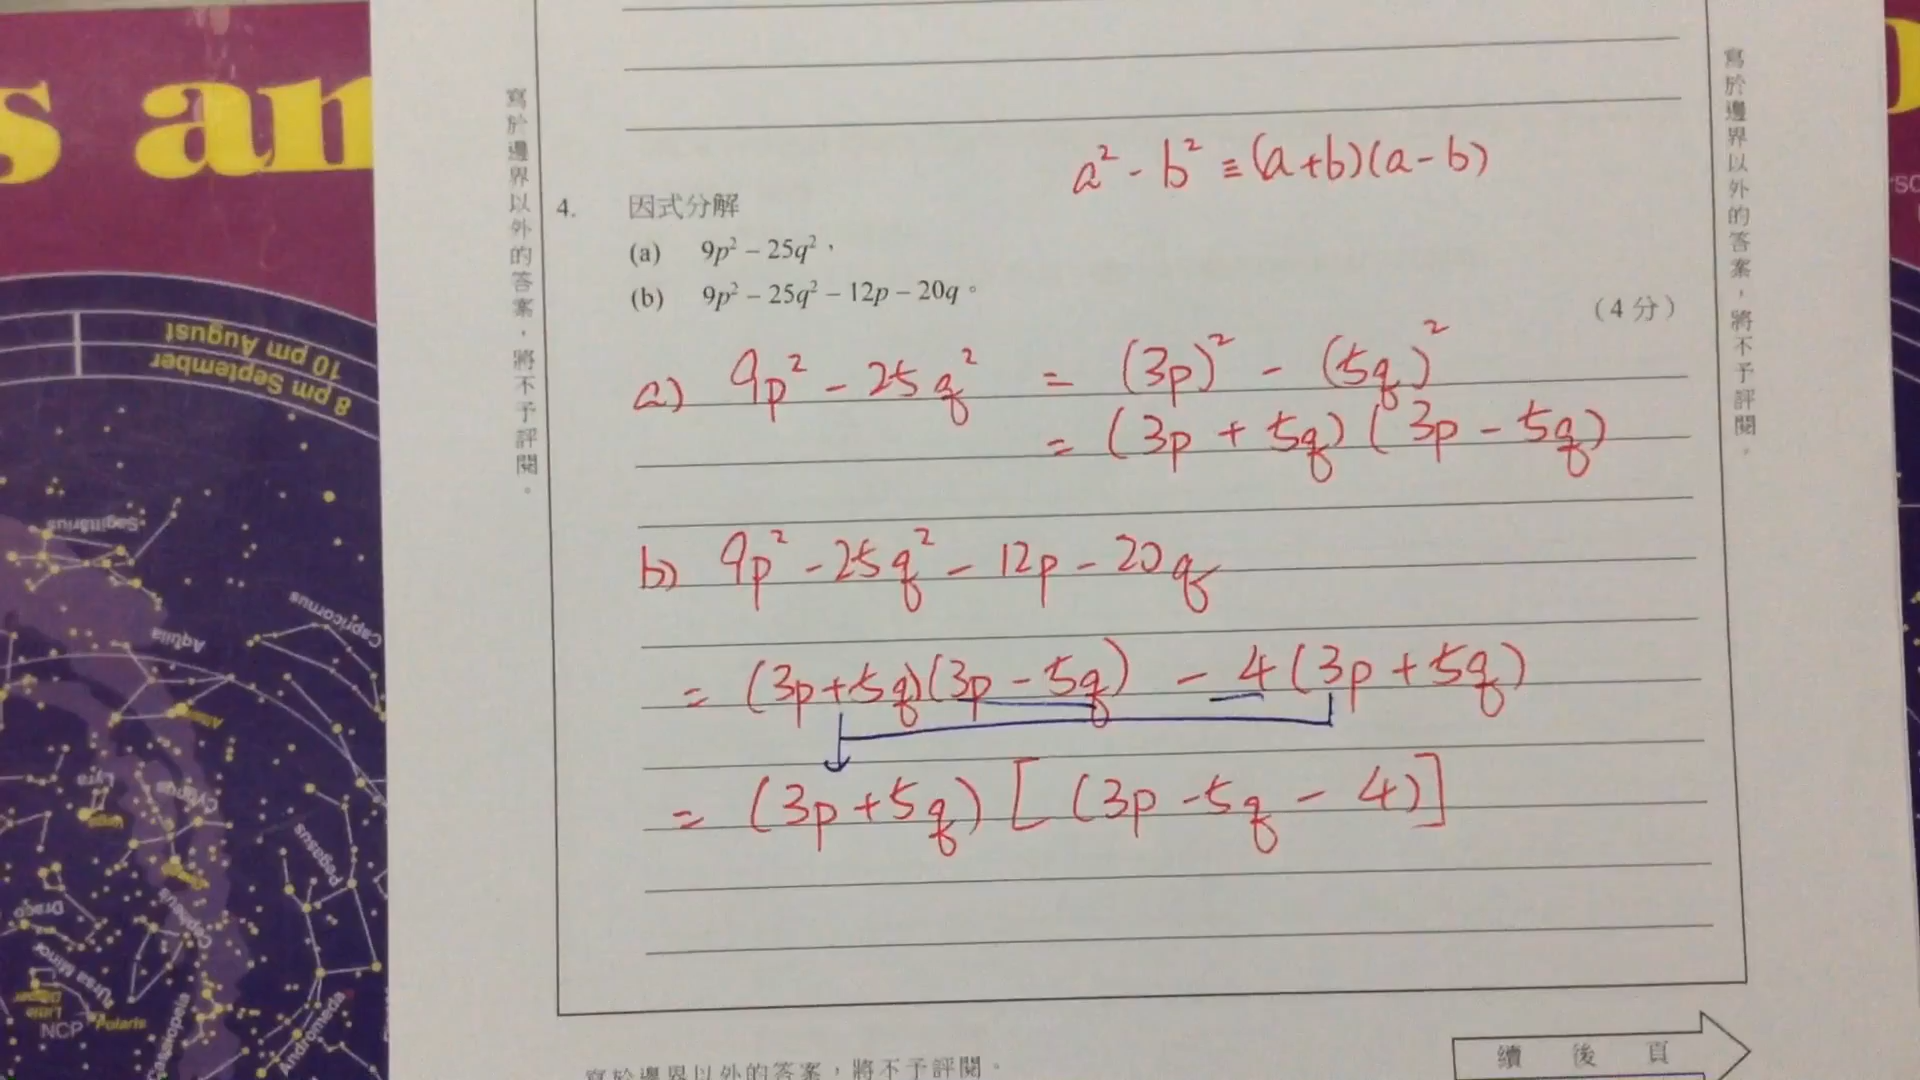 s an
8 pm September
10 pm August
Sagittarius
Capricornus
Aquila
Lyra
Cygnus
Pegasus
Draco
Cepheus
Ursa Minor
Little
Dipper
NCP
Polaris
Cassiopeia
Andromeda
寫於邊界以外的答案，將不予評閱。
a² - b² ≡ (a+b)(a-b)
4. 因式分解
(a) 9p² – 25q²，
(b) 9p² – 25q² – 12p – 20q。
(4 分)
a) 9p² - 25q² = (3p)² - (5q)²
= (3p + 5q)(3p - 5q)
b) 9p² - 25q² - 12p - 20q
= (3p+5q)(3p - 5q) - 4(3p+5q)
= (3p+5q)[(3p - 5q - 4)]
寫於邊界以外的答案，將不予評閱。
寫於邊界以外的答案，將不予評閱。
續後頁